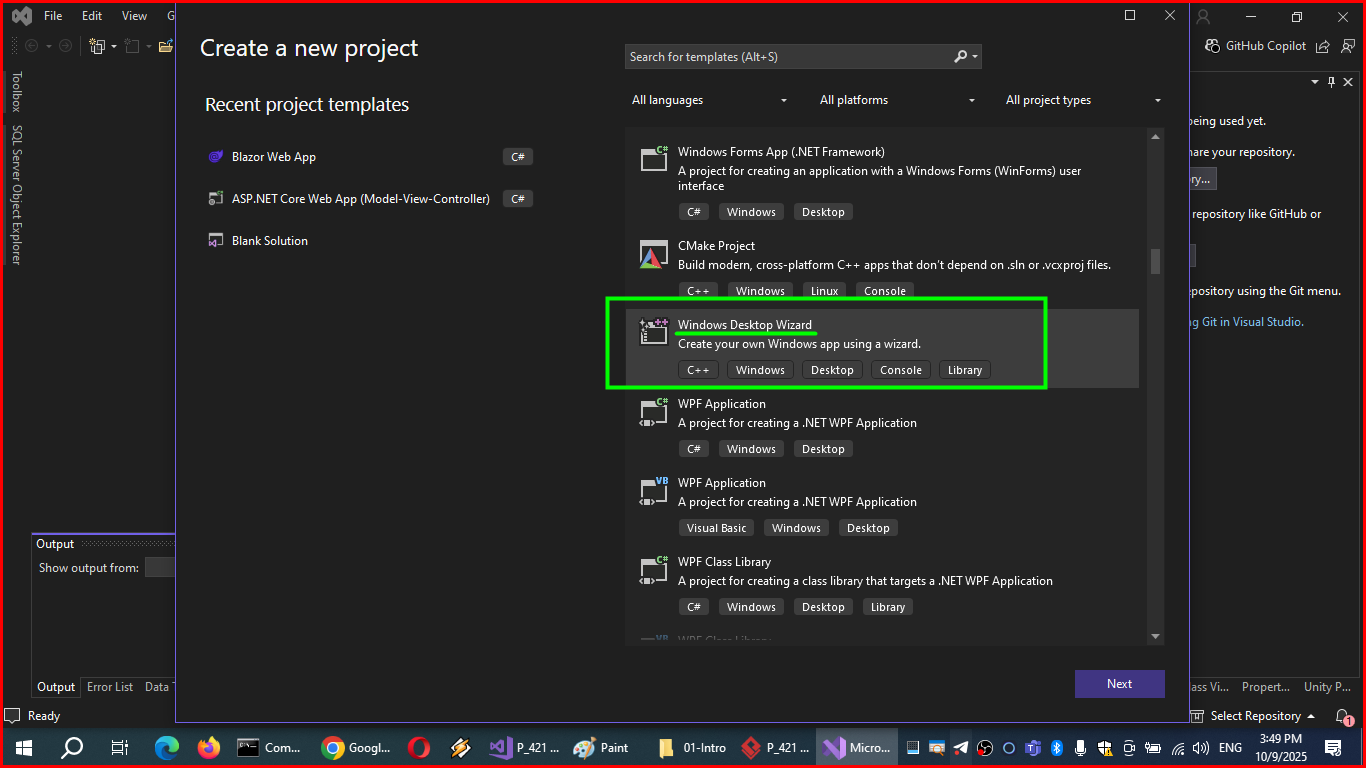 File Edit View G
Create a new project
Search for templates (Alt+S)
GitHub Copilot
Toolbox
SQL Server Object Explorer
Recent project templates
Blazor Web App C#
ASP.NET Core Web App (Model-View-Controller) C#
Blank Solution
All languages All platforms All project types
Windows Forms App (.NET Framework)
A project for creating an application with a Windows Forms (WinForms) user
interface
C# Windows Desktop
CMake Project
Build modern, cross-platform C++ apps that don't depend on .sln or .vcxproj files.
C++ Windows Linux Console
Windows Desktop Wizard
Create your own Windows app using a wizard.
C++ Windows Desktop Console Library
WPF Application
A project for creating a .NET WPF Application
C# Windows Desktop
WPF Application
A project for creating a .NET WPF Application
Visual Basic Windows Desktop
WPF Class Library
A project for creating a class library that targets a .NET WPF Application
C# Windows Desktop Library
WPF Class Library
Next
being used yet.
hare your repository.
ry...
repository like GitHub or
epository using the Git menu.
ng Git in Visual Studio.
Output
Show output from:
Output Error List Data T
ass Vi... Propert... Unity P...
Ready
Select Repository 1
Com... Googl... P_421 ... Paint 01-Intro P_421 ... Micro... ENG
3:49 PM
10/9/2025